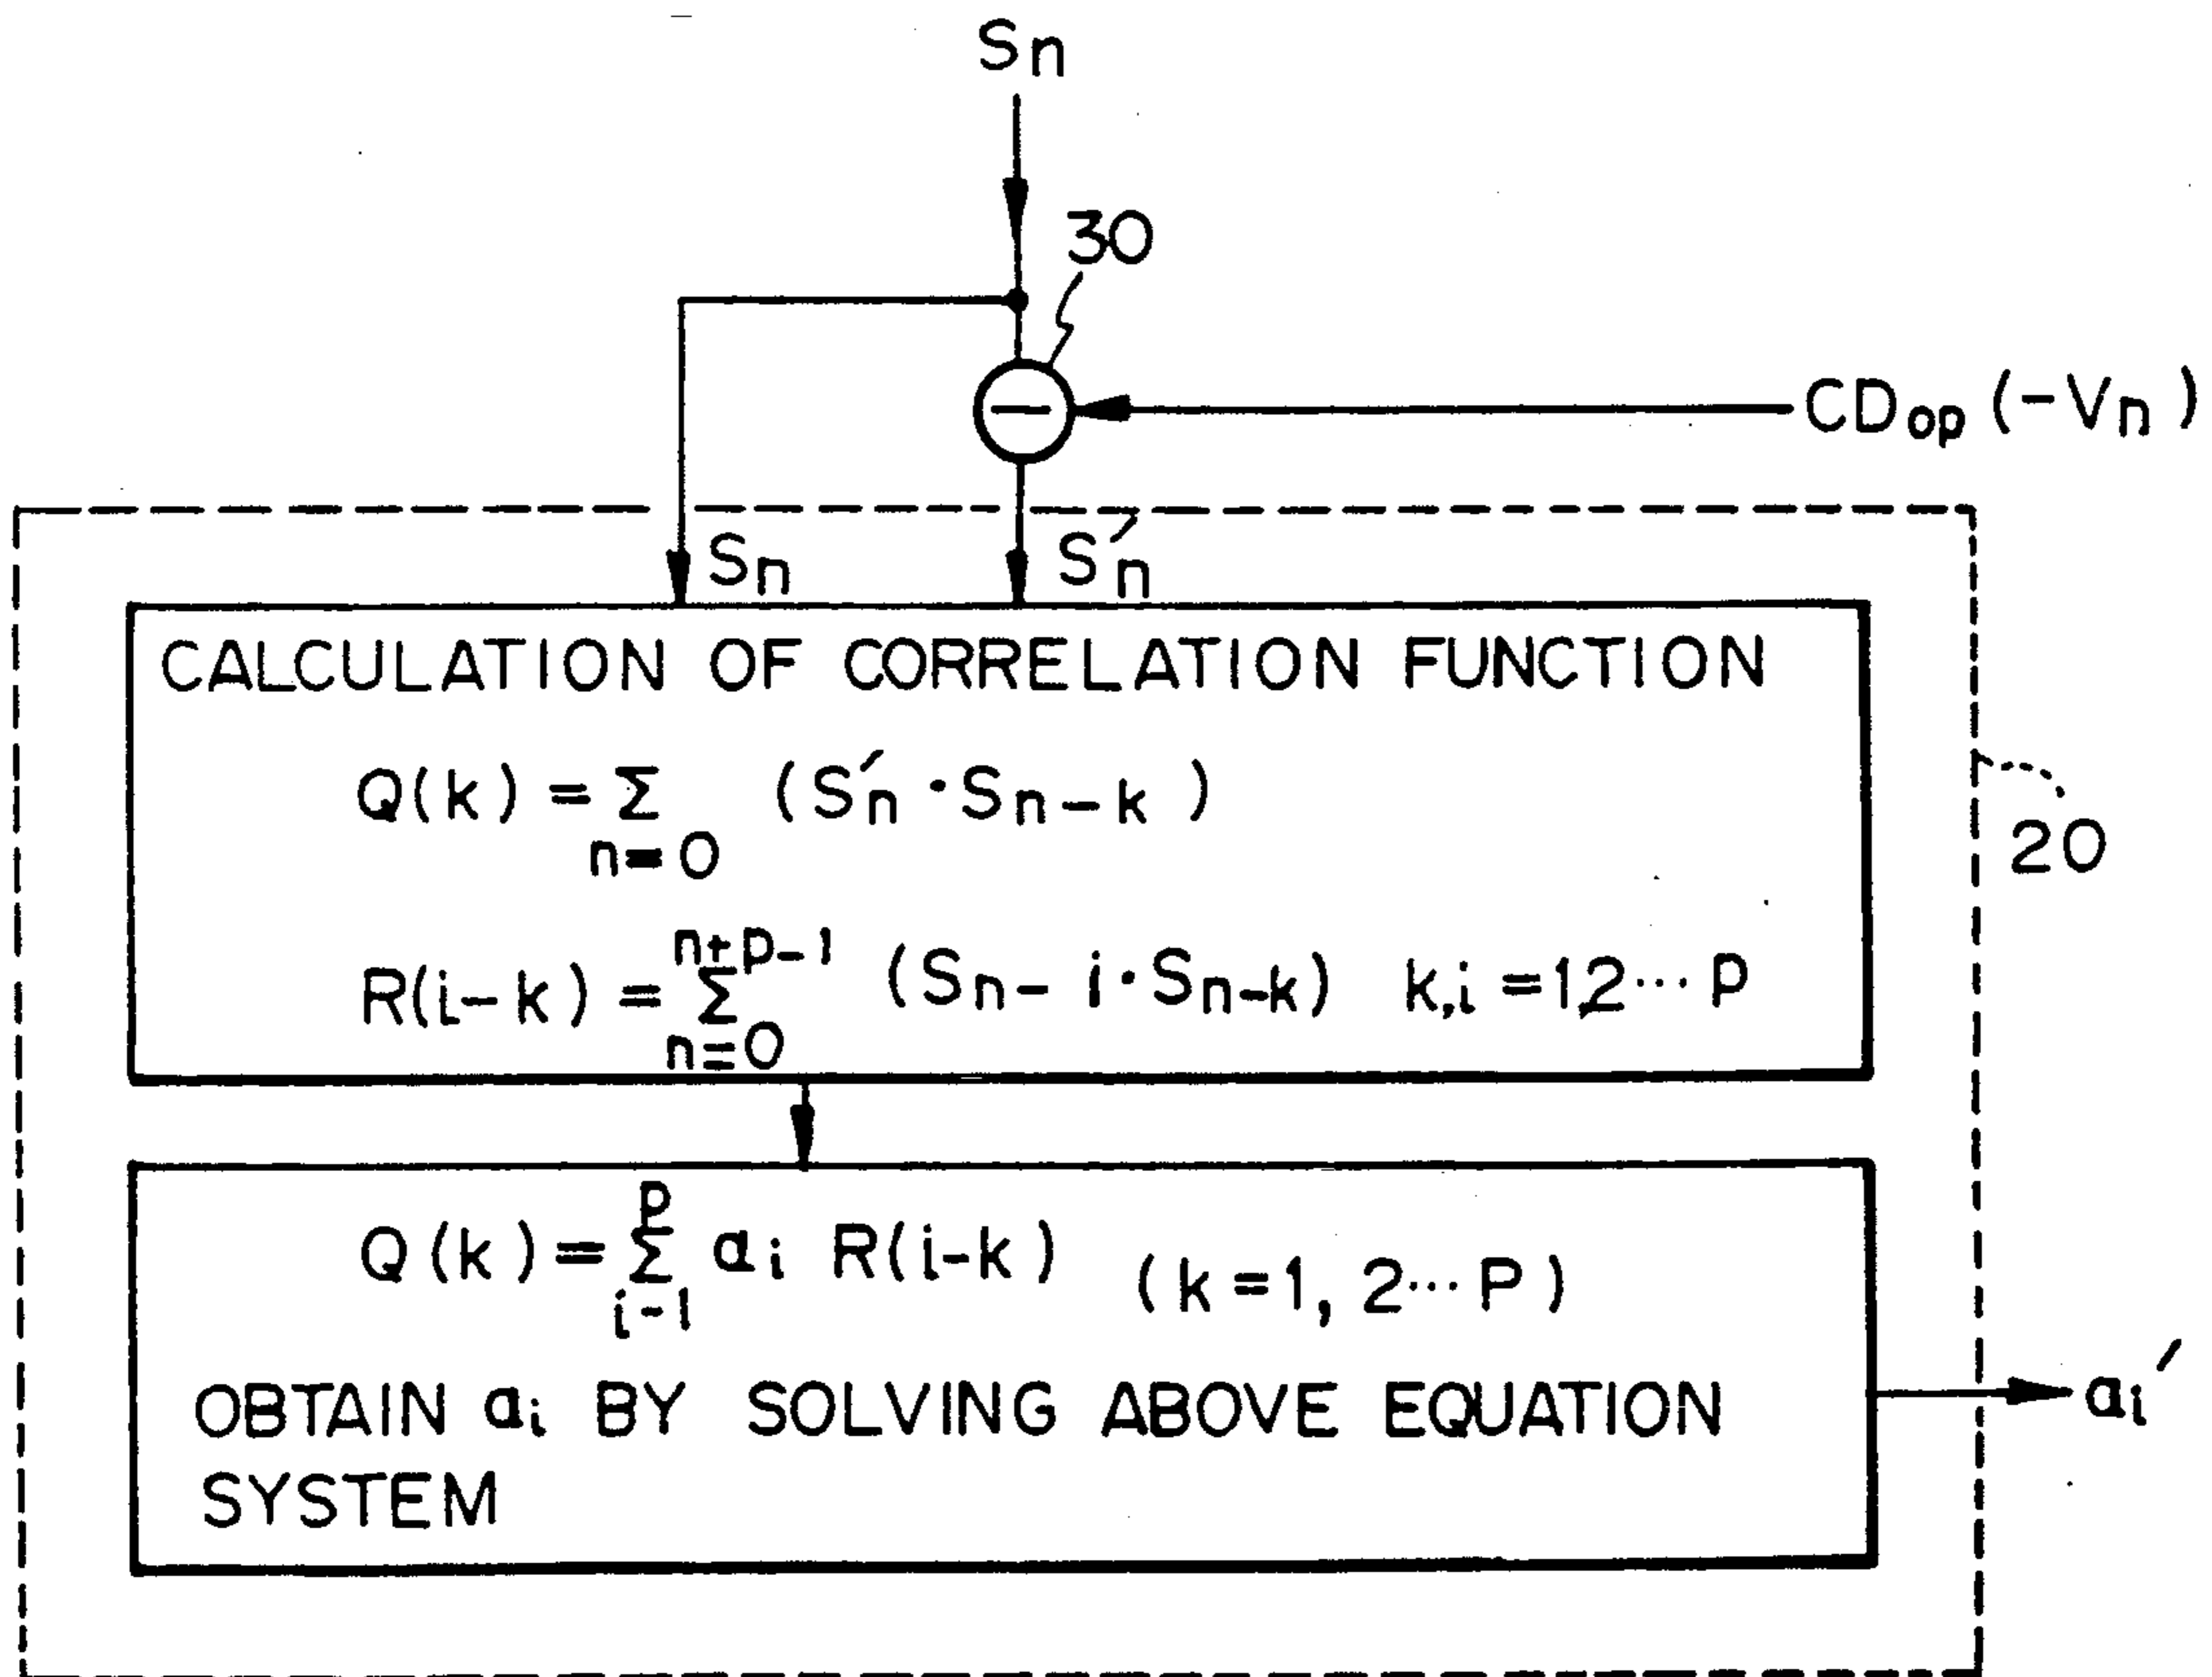 Sn
30
CDop (-Vn)
Sn S′n
CALCULATION OF CORRELATION FUNCTION
Q(k) = Σ (S′n · Sn-k)
n=0
20
n+p-1
R(i-k) = Σ (Sn-i·Sn-k) k,i =1,2··· P
n=0
P
Q(k) = Σ ai R(i-k) (k=1, 2··· P)
i-1
OBTAIN ai BY SOLVING ABOVE EQUATION
ai′
SYSTEM